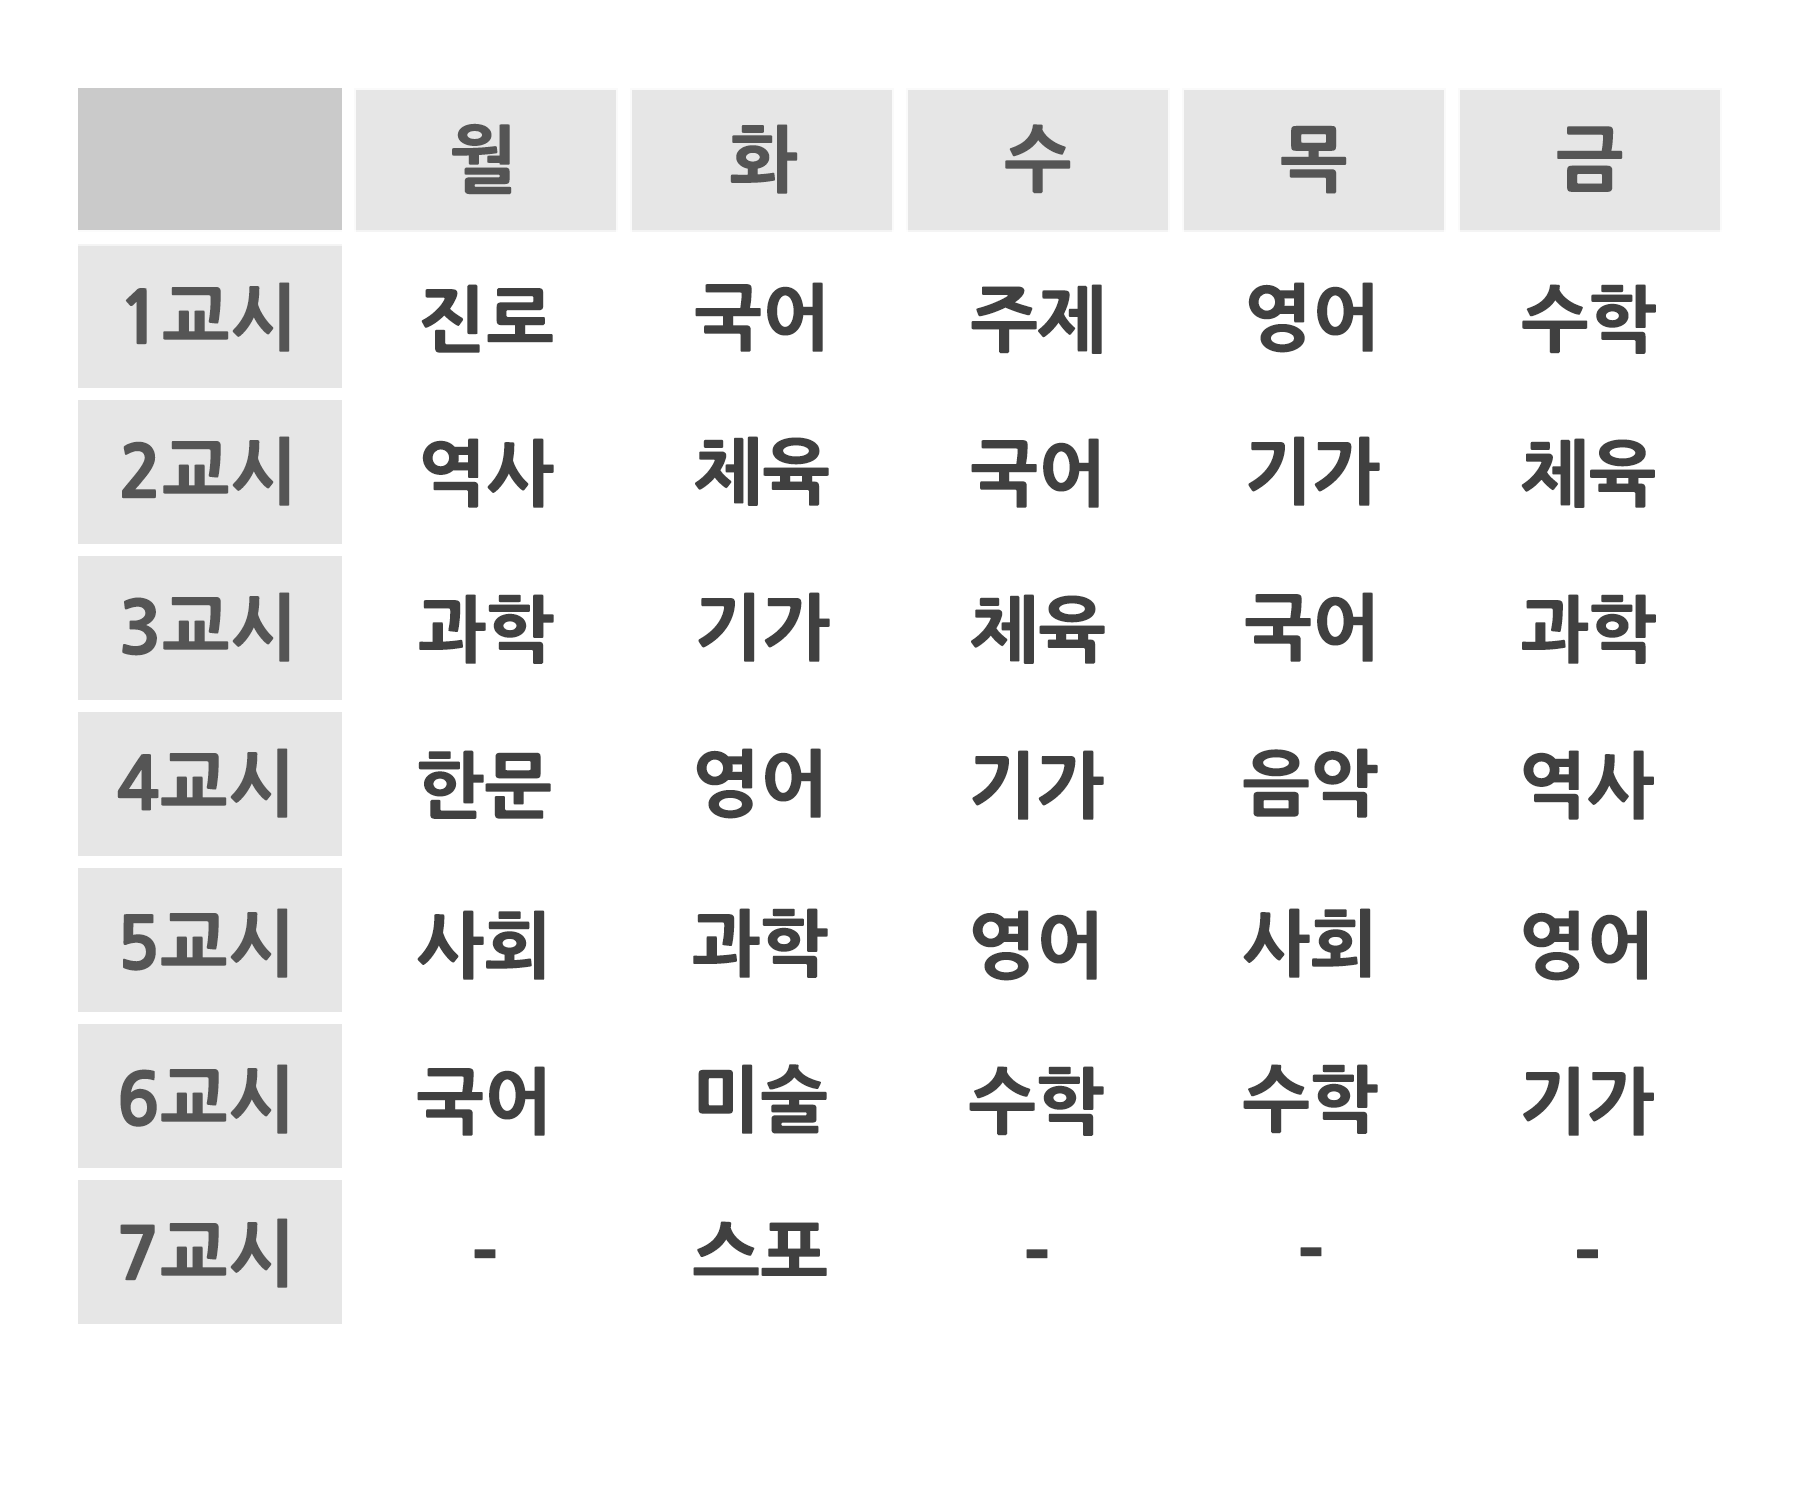 월 화 수 목 금
1교시 진로 국어 주제 영어 수학
2교시 역사 체육 국어 기가 체육
3교시 과학 기가 체육 국어 과학
4교시 한문 영어 기가 음악 역사
5교시 사회 과학 영어 사회 영어
6교시 국어 미술 수학 수학 기가
7교시 - 스포 - - -